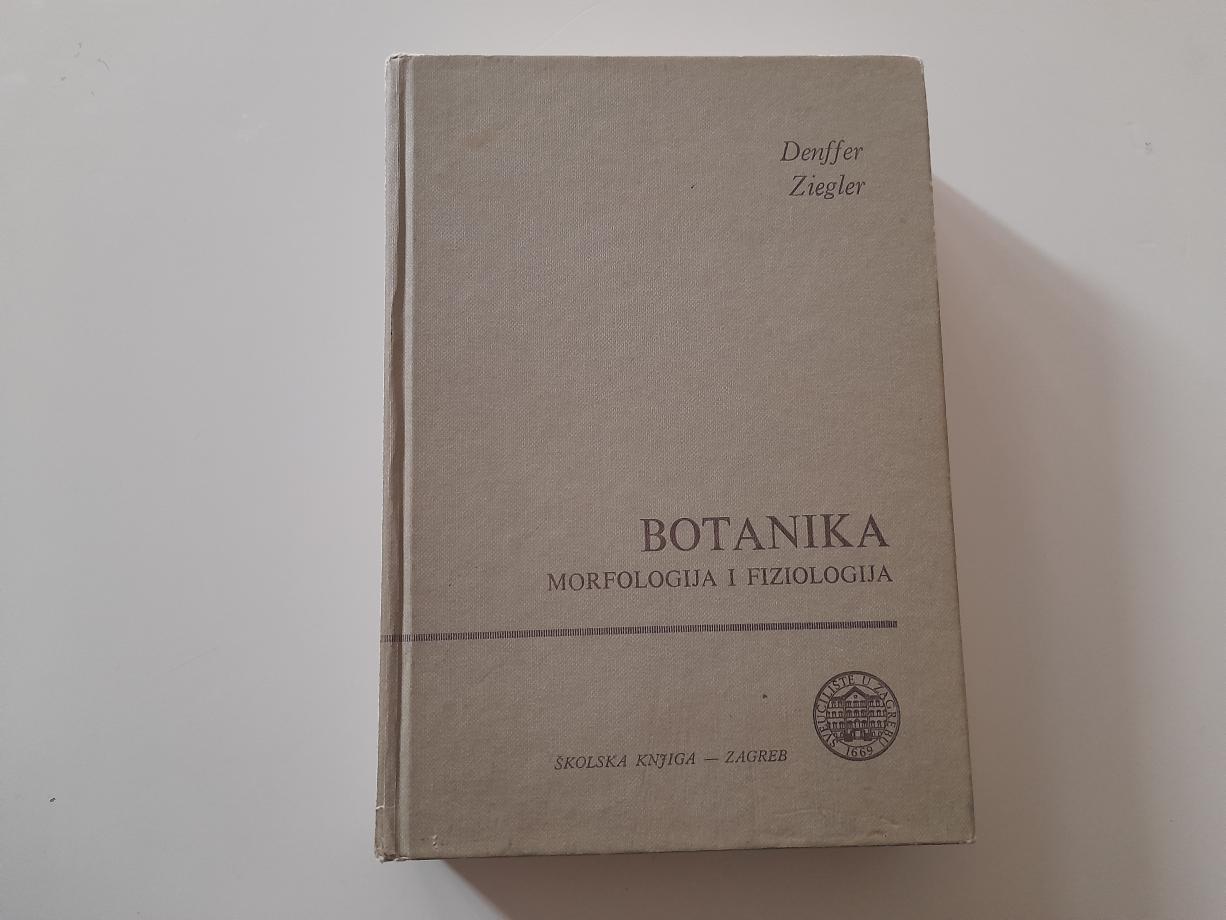 Denffer
Ziegler
BOTANIKA
MORFOLOGIJA I FIZIOLOGIJA
SVEUČILIŠTE U ZAGREBU
1669
ŠKOLSKA KNJIGA — ZAGREB